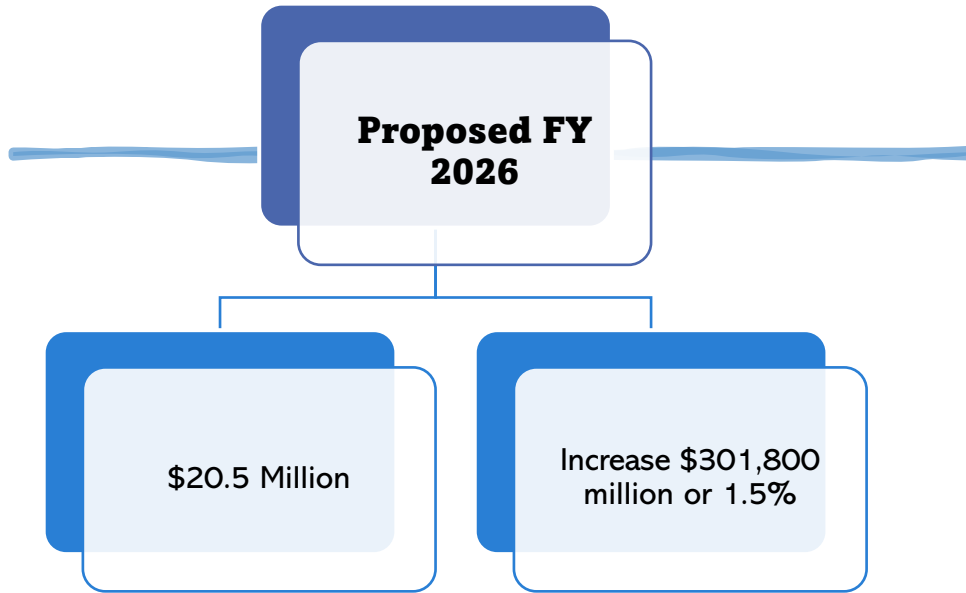 Proposed FY
2026
$20.5 Million
Increase $301,800
million or 1.5%